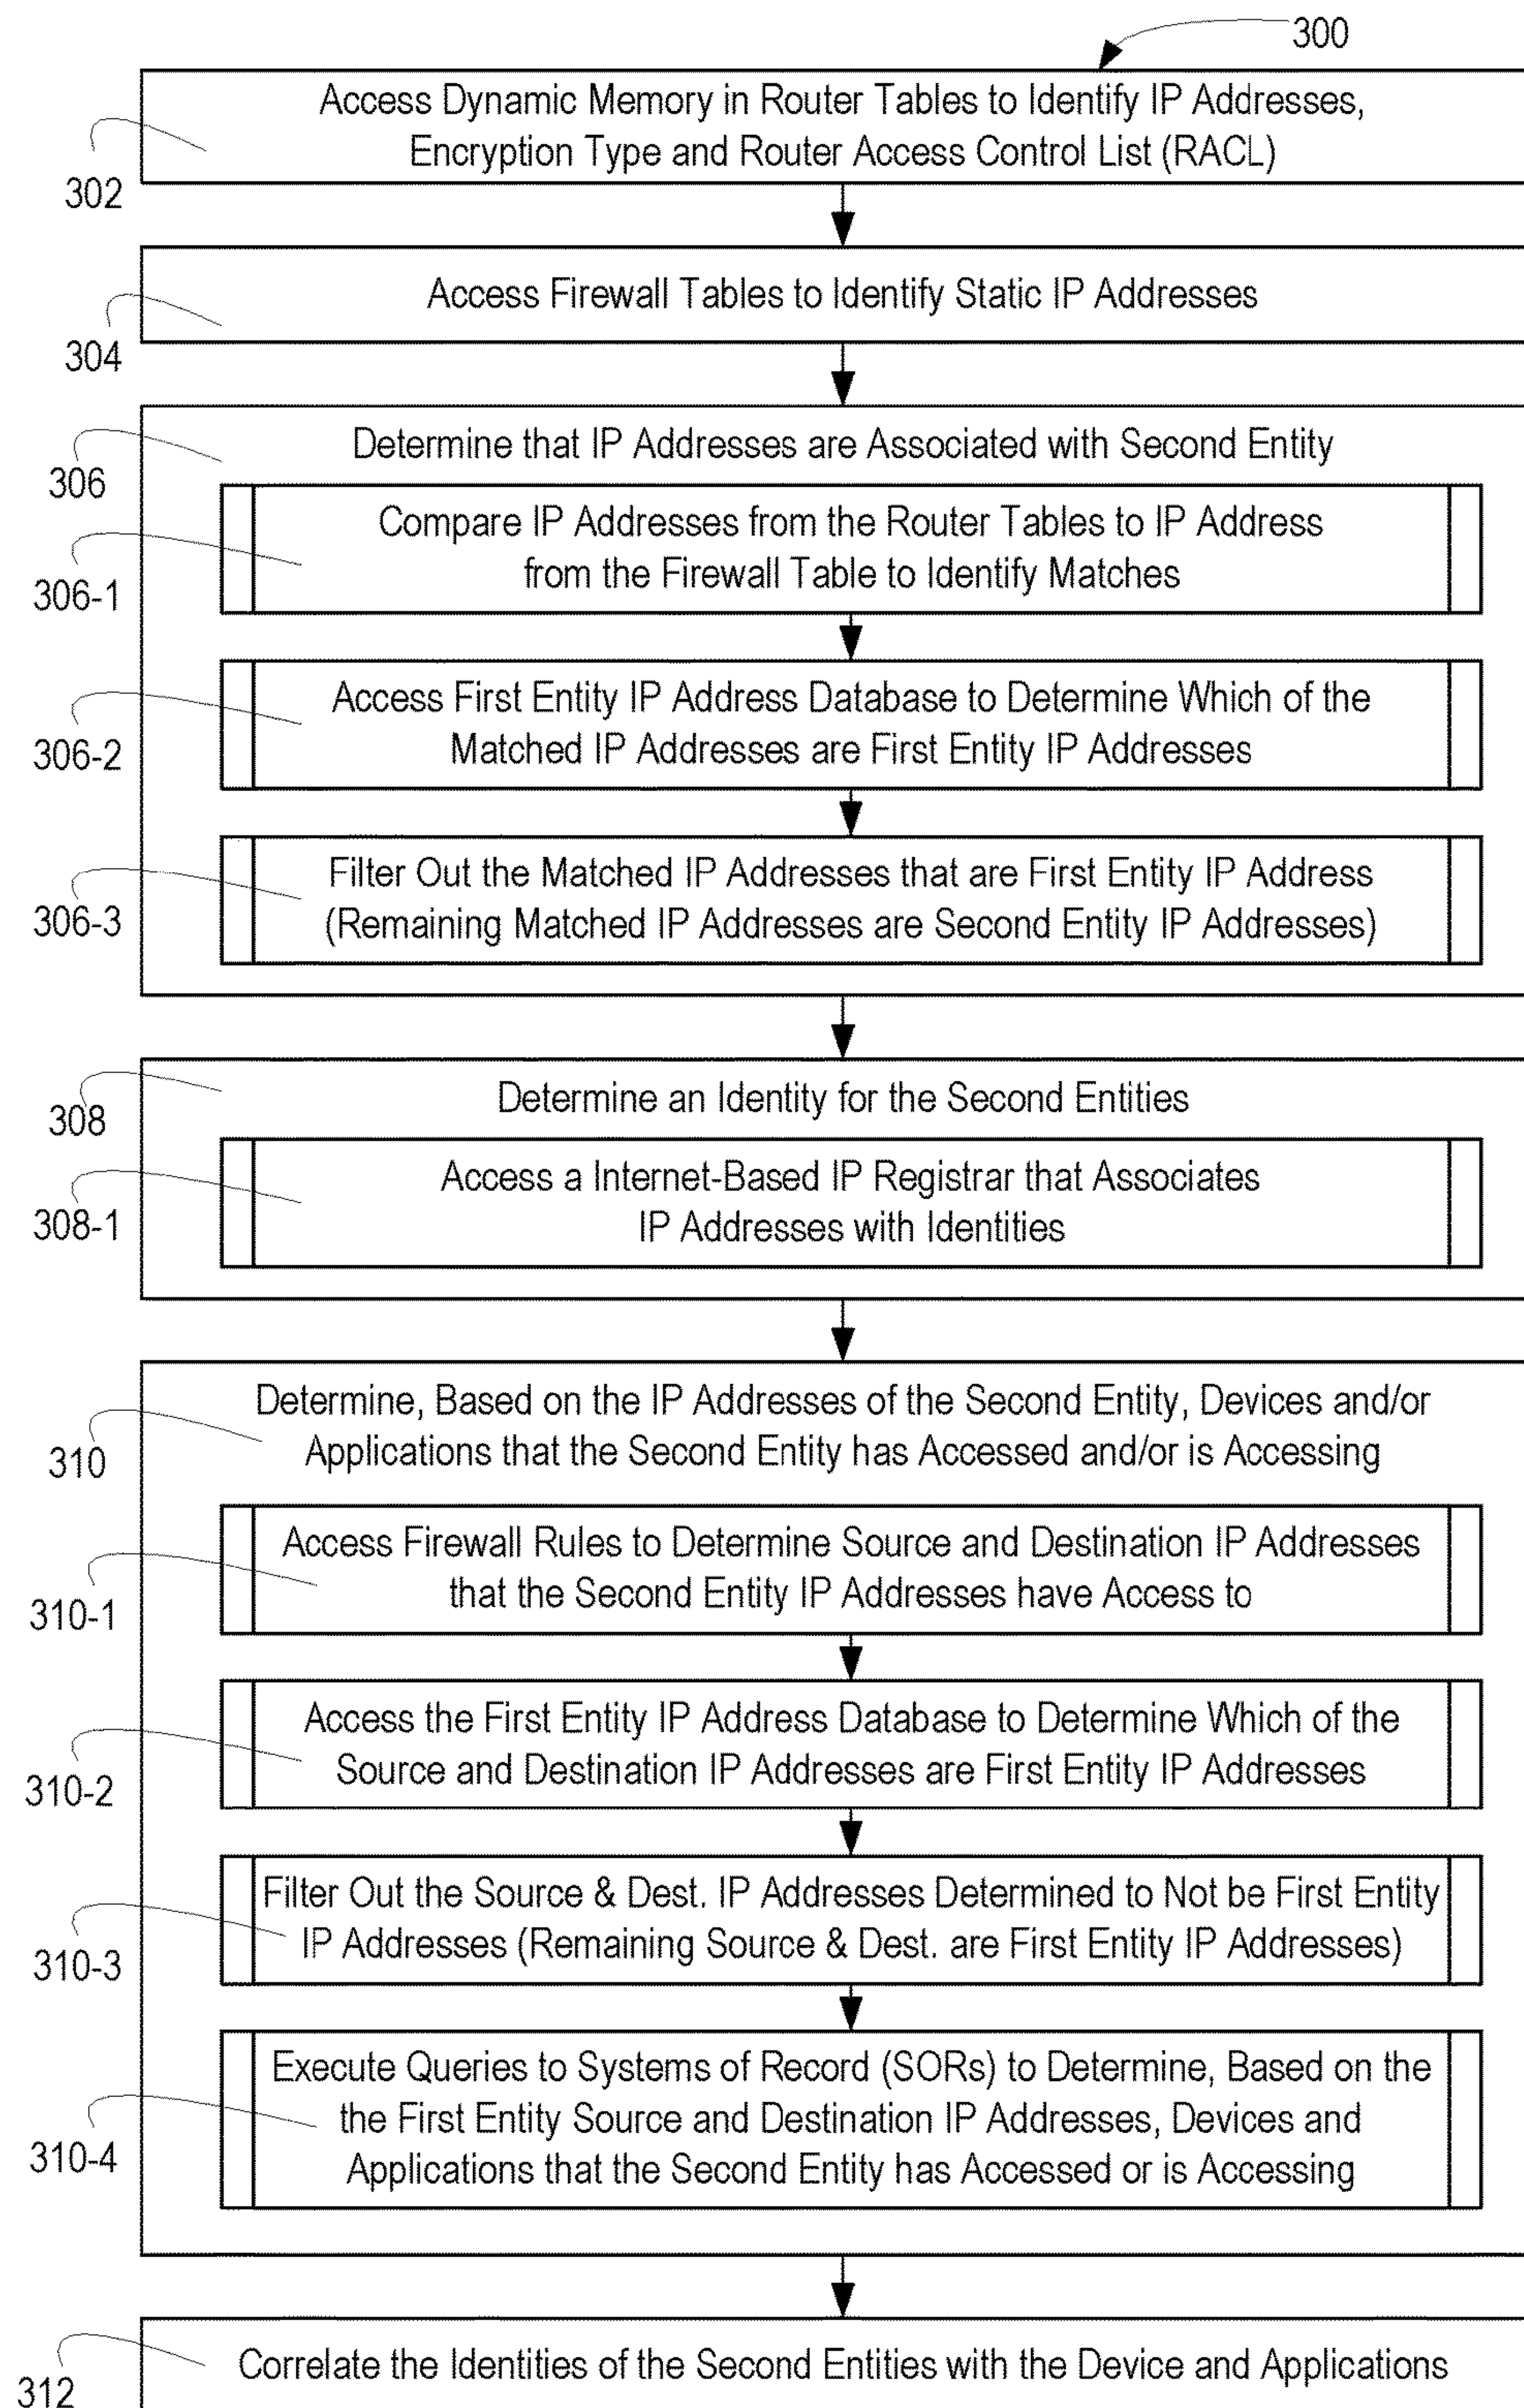 300
Access Dynamic Memory in Router Tables to Identify IP Addresses,
Encryption Type and Router Access Control List (RACL)
302
Access Firewall Tables to Identify Static IP Addresses
304
Determine that IP Addresses are Associated with Second Entity
306
Compare IP Addresses from the Router Tables to IP Address
from the Firewall Table to Identify Matches
306-1
Access First Entity IP Address Database to Determine Which of the
Matched IP Addresses are First Entity IP Addresses
306-2
Filter Out the Matched IP Addresses that are First Entity IP Address
(Remaining Matched IP Addresses are Second Entity IP Addresses)
306-3
Determine an Identity for the Second Entities
308
Access a Internet-Based IP Registrar that Associates
IP Addresses with Identities
308-1
Determine, Based on the IP Addresses of the Second Entity, Devices and/or
Applications that the Second Entity has Accessed and/or is Accessing
310
Access Firewall Rules to Determine Source and Destination IP Addresses
that the Second Entity IP Addresses have Access to
310-1
Access the First Entity IP Address Database to Determine Which of the
Source and Destination IP Addresses are First Entity IP Addresses
310-2
Filter Out the Source & Dest. IP Addresses Determined to Not be First Entity
IP Addresses (Remaining Source & Dest. are First Entity IP Addresses)
310-3
Execute Queries to Systems of Record (SORs) to Determine, Based on the
the First Entity Source and Destination IP Addresses, Devices and
Applications that the Second Entity has Accessed or is Accessing
310-4
Correlate the Identities of the Second Entities with the Device and Applications
312